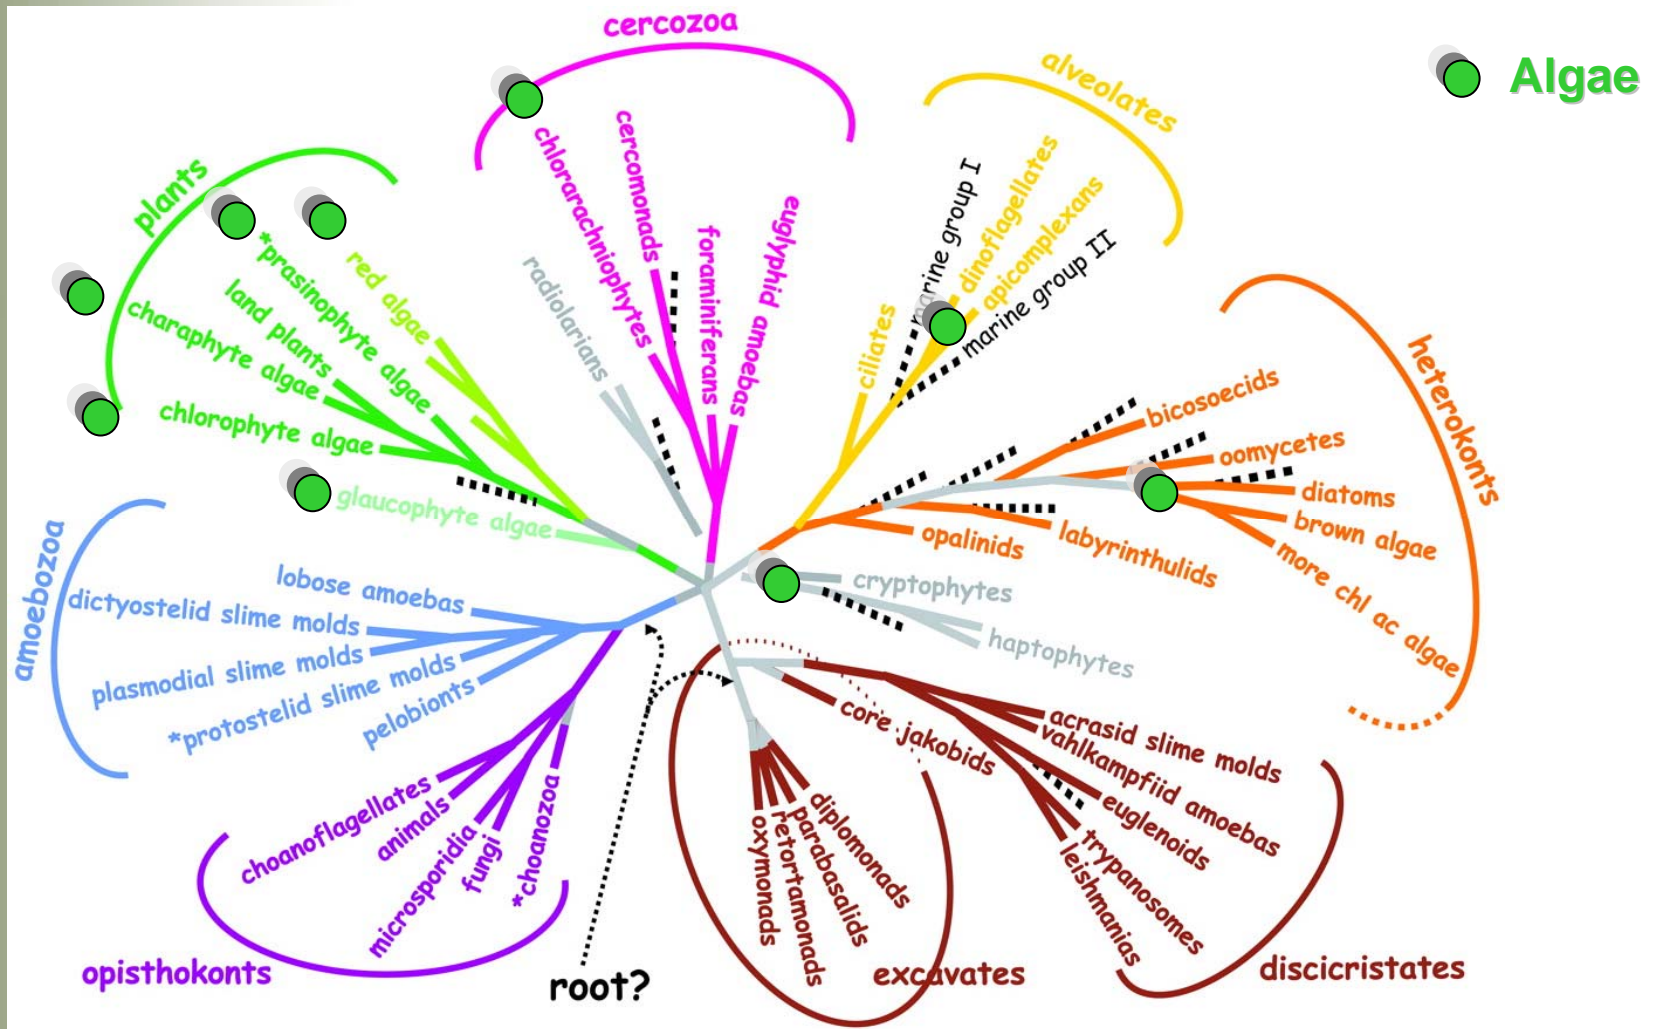 cercozoa
alveolates
Algae
plants
*prasinophyte algae
red algae
land plants
charaphyte algae
chlorophyte algae
glaucophyte algae
radiolarians
chlorarachniophytes
cercomonads
foraminiferans
euglyphid amoebas
ciliates
marine group I
dinoflagellates
apicomplexans
marine group II
heterokonts
bicosoecids
oomycetes
diatoms
brown algae
more chl ac algae
labyrinthulids
opalinids
cryptophytes
haptophytes
amoebozoa
lobose amoebas
dictyostelid slime molds
plasmodial slime molds
*protostelid slime molds
pelobionts
choanoflagellates
animals
microsporidia
fungi
*choanozoa
opisthokonts
root?
core jakobids
diplomonads
parabasalids
retortamonads
oxymonads
excavates
acrasid slime molds
vahlkampfiid amoebas
euglenoids
trypanosomes
leishmanias
discicristates